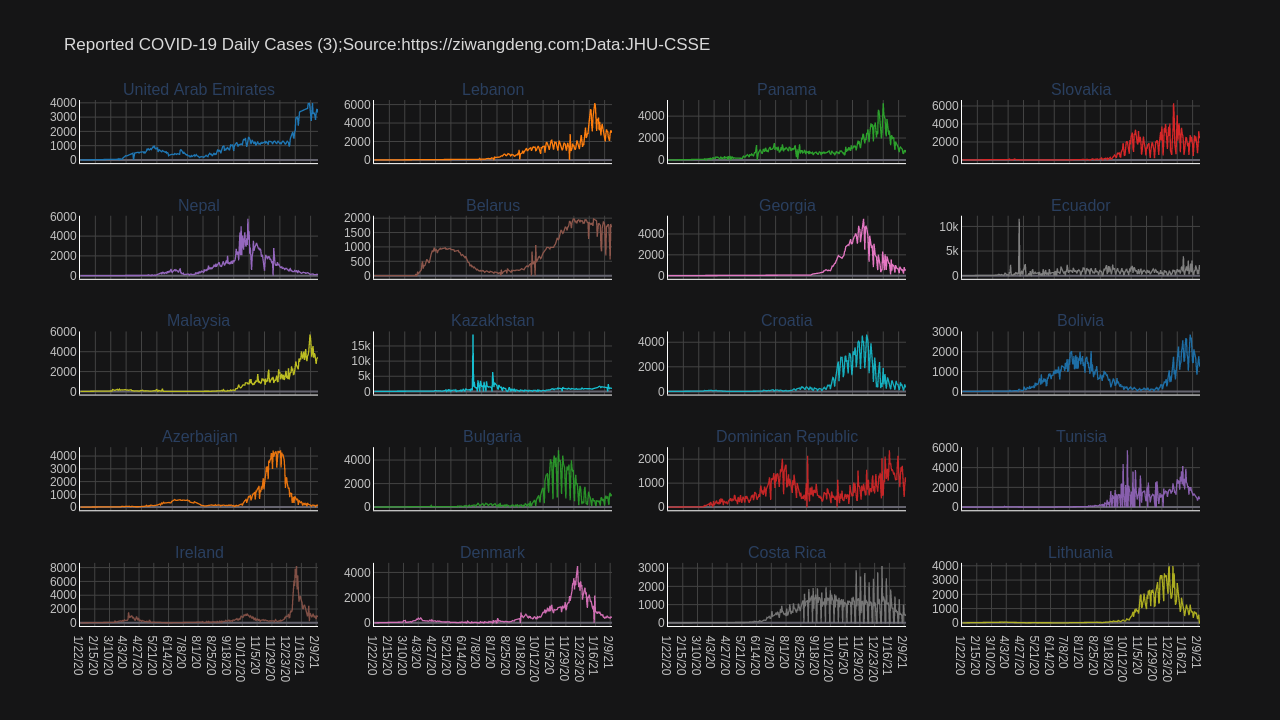 Reported COVID-19 Daily Cases (3);Source:https://ziwangdeng.com;Data:JHU-CSSE
United Arab Emirates
4000
3000
2000
1000
0
Lebanon
6000
4000
2000
0
Panama
4000
2000
0
Slovakia
6000
4000
2000
0
Nepal
6000
4000
2000
0
Belarus
2000
1500
1000
500
0
Georgia
4000
2000
0
Ecuador
10k
5k
0
Malaysia
6000
4000
2000
0
Kazakhstan
15k
10k
5k
0
Croatia
4000
2000
0
Bolivia
3000
2000
1000
0
Azerbaijan
4000
3000
2000
1000
0
Bulgaria
4000
2000
0
Dominican Republic
2000
1000
0
Tunisia
6000
4000
2000
0
Ireland
8000
6000
4000
2000
0
Denmark
4000
2000
0
Costa Rica
3000
2000
1000
0
Lithuania
4000
3000
2000
1000
0
1/22/20 2/15/20 3/10/20 4/3/20 4/27/20 5/21/20 6/14/20 7/8/20 8/1/20 8/25/20 9/18/20 10/12/20 11/5/20 11/29/20 12/23/20 1/16/21 2/9/21
1/22/20 2/15/20 3/10/20 4/3/20 4/27/20 5/21/20 6/14/20 7/8/20 8/1/20 8/25/20 9/18/20 10/12/20 11/5/20 11/29/20 12/23/20 1/16/21 2/9/21
1/22/20 2/15/20 3/10/20 4/3/20 4/27/20 5/21/20 6/14/20 7/8/20 8/1/20 8/25/20 9/18/20 10/12/20 11/5/20 11/29/20 12/23/20 1/16/21 2/9/21
1/22/20 2/15/20 3/10/20 4/3/20 4/27/20 5/21/20 6/14/20 7/8/20 8/1/20 8/25/20 9/18/20 10/12/20 11/5/20 11/29/20 12/23/20 1/16/21 2/9/21